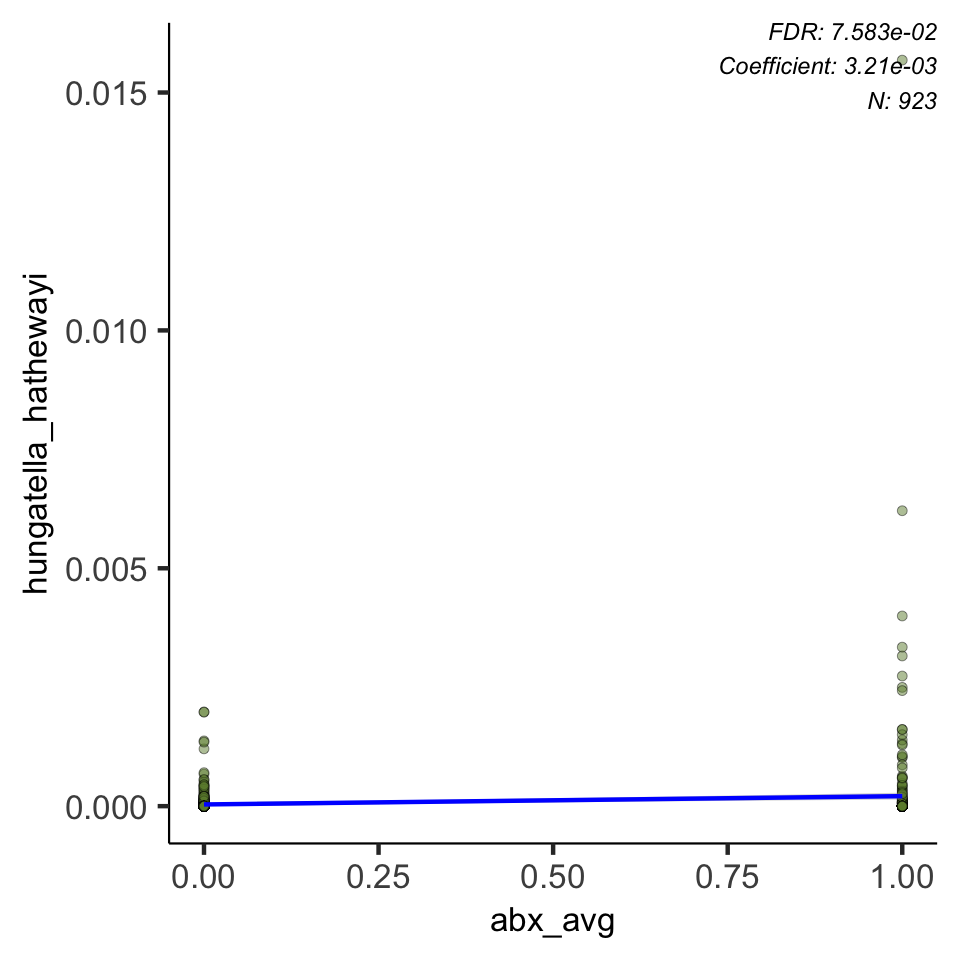 FDR: 7.583e-02
Coefficient: 3.21e-03
N: 923
0.015
0.010
0.005
0.000
hungatella_hathewayi
0.00 0.25 0.50 0.75 1.00
abx_avg